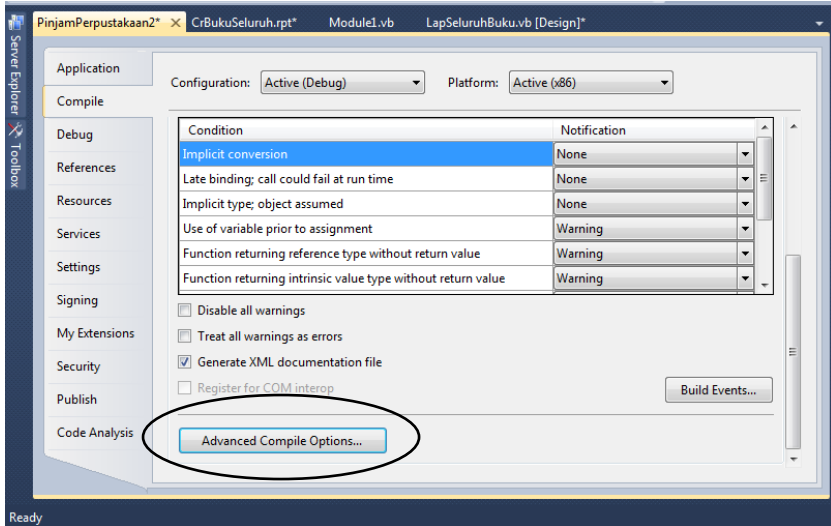 PinjamPerpustakaan2* CrBukuSeluruh.rpt* Module1.vb LapSeluruhBuku.vb [Design]*
Server Explorer
Toolbox
Application
Compile
Debug
References
Resources
Services
Settings
Signing
My Extensions
Security
Publish
Code Analysis
Configuration: Active (Debug) Platform: Active (x86)
Condition Notification
Implicit conversion None
Late binding; call could fail at run time None
Implicit type; object assumed None
Use of variable prior to assignment Warning
Function returning reference type without return value Warning
Function returning intrinsic value type without return value Warning
Disable all warnings
Treat all warnings as errors
Generate XML documentation file
Register for COM interop
Build Events...
Advanced Compile Options...
Ready